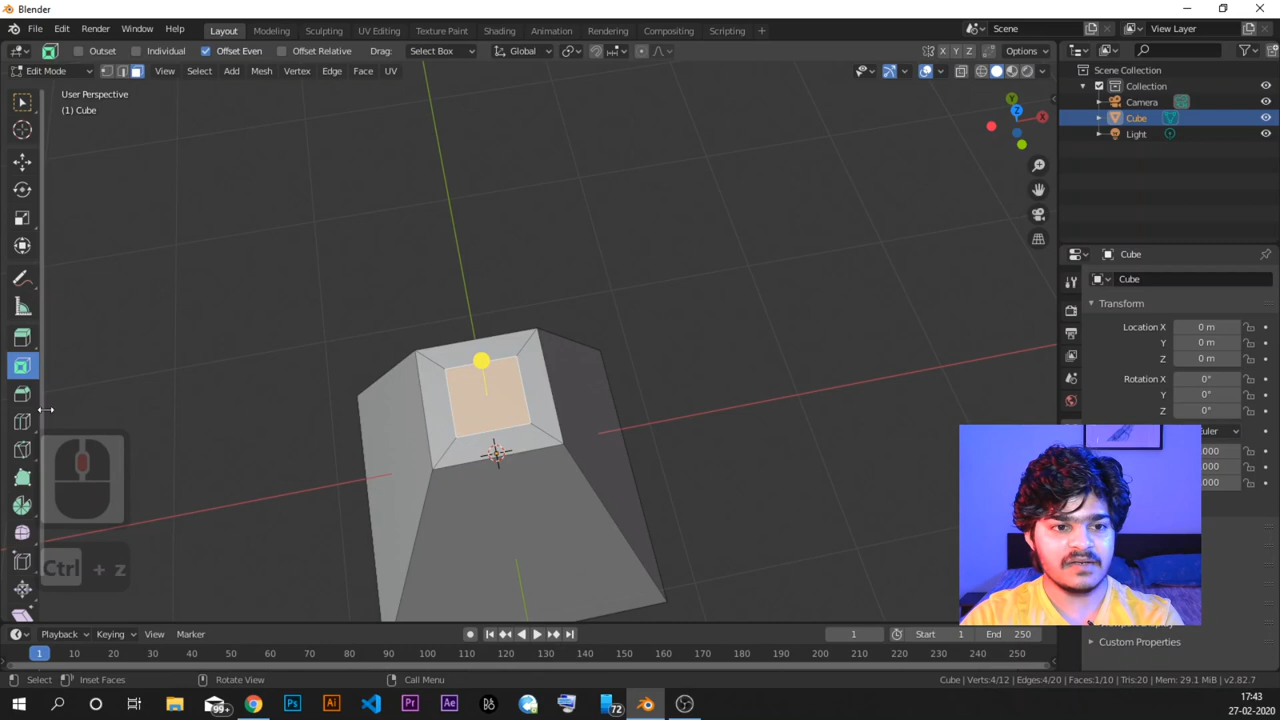 Blender
File Edit Render Window Help Layout Modeling Sculpting UV Editing Texture Paint Shading Animation Rendering Compositing Scripting + Scene View Layer
Outset Individual Offset Even Offset Relative Drag: Select Box Global X Y Z Options
Edit Mode View Select Add Mesh Vertex Edge Face UV
User Perspective
(1) Cube
Scene Collection
Collection
Camera
Cube
Light
Y
Z
X
Cube
Cube
Transform
Location X 0 m
Y 0 m
Z 0 m
Rotation X 0°
Y 0°
Z 0°
Ctrl + z
Custom Properties
Playback Keying View Marker 1 Start 1 End 250
1 10 20 30 40 50 60 70 80 90 100 110 120 130 140 150 160 170 180 190 200 210 220 230 240 250
Select Inset Faces Rotate View Call Menu Cube | Verts:4/12 | Edges:4/20 | Faces:1/10 | Tris:20 | Mem: 29.1 MiB | v2.82.7
99+ Ps Ai Pr Ae 72
17:43
27-02-2020